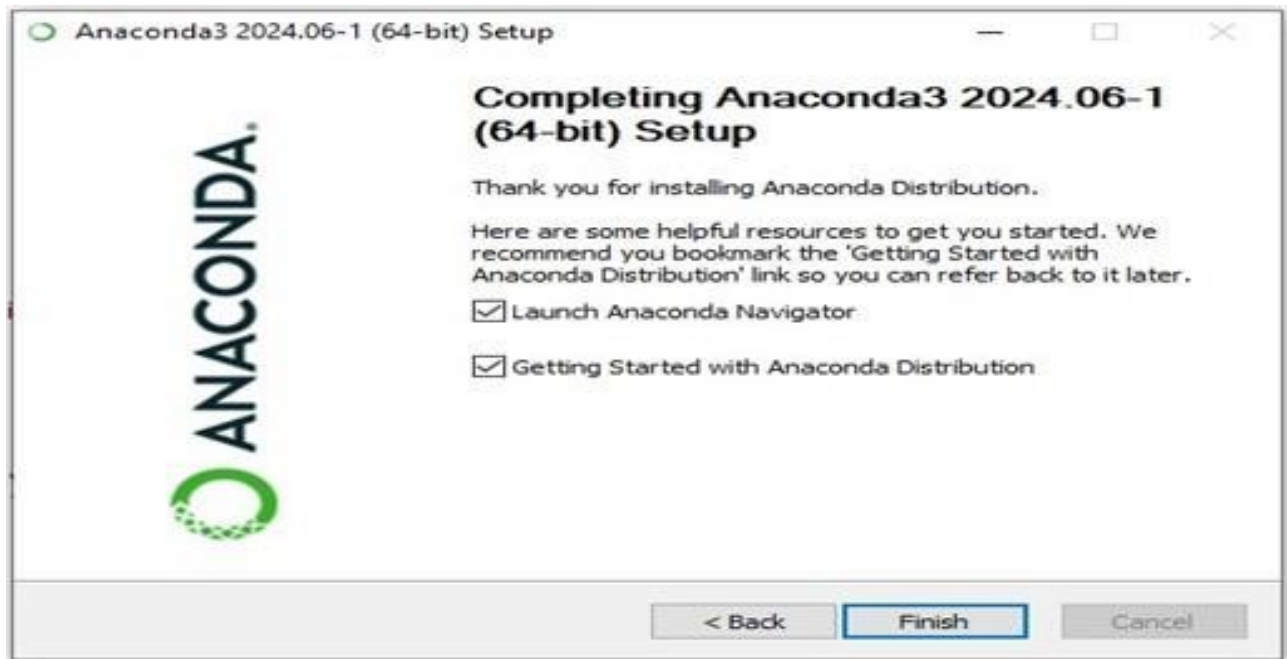 Anaconda3 2024.06-1 (64-bit) Setup
ANACONDA.
Completing Anaconda3 2024.06-1
(64-bit) Setup
Thank you for installing Anaconda Distribution.
Here are some helpful resources to get you started. We
recommend you bookmark the 'Getting Started with
Anaconda Distribution' link so you can refer back to it later.
Launch Anaconda Navigator
Getting Started with Anaconda Distribution
< Back
Finish
Cancel